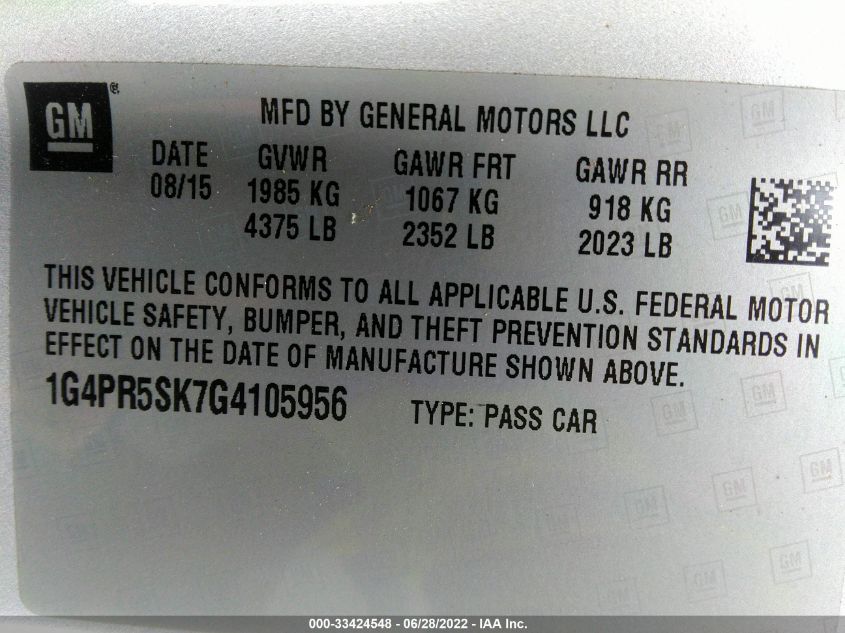 GM®
MFD BY GENERAL MOTORS LLC
DATE GVWR GAWR FRT GAWR RR
08/15 1985 KG 1067 KG 918 KG
4375 LB 2352 LB 2023 LB
THIS VEHICLE CONFORMS TO ALL APPLICABLE U.S. FEDERAL MOTOR
VEHICLE SAFETY, BUMPER, AND THEFT PREVENTION STANDARDS IN
EFFECT ON THE DATE OF MANUFACTURE SHOWN ABOVE.
1G4PR5SK7G4105956 TYPE: PASS CAR
000-33424548 - 06/28/2022 - IAA Inc.